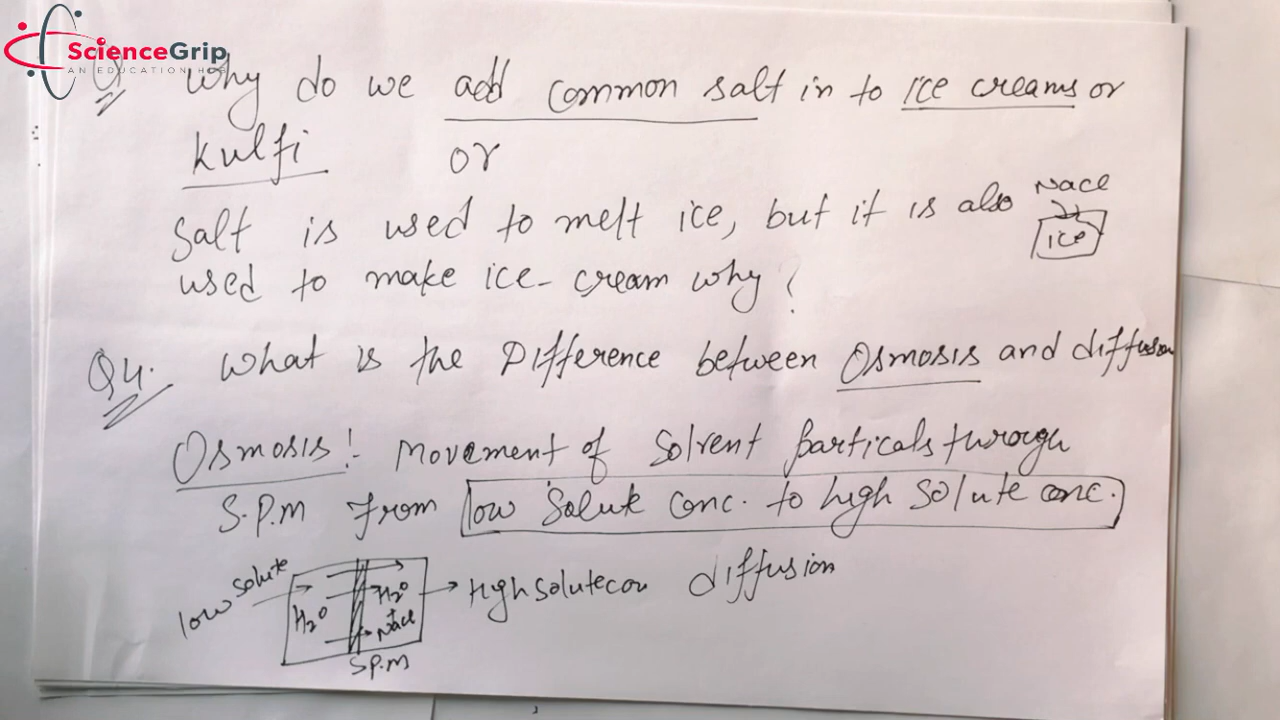 ScienceGrip
AN EDUCATION HUB
Q why do we add common salt in to ice creams or
kulfi or
Salt is used to melt ice, but it is also
used to make ice-cream why?
Nacl
ice
Q4. What is the Difference between Osmosis and diffusion
Osmosis! Movement of Solvent particals through
S.P.M from low Solute Conc. to high Solute conc.
low solute
H2O
H2O
+
Nacl
S.P.M
High solute con
diffusion